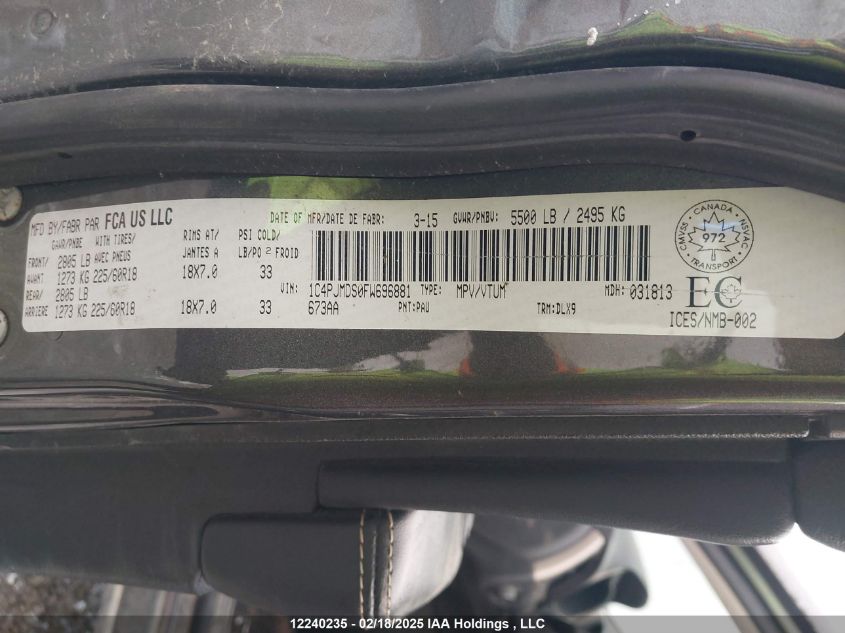 MFD BY/FABR PAR FCA US LLC
DATE OF MFR/DATE DE FABR: 3-15 GVWR/PNBV: 5500 LB / 2495 KG
GAWR/PNBE WITH TIRES/ RIMS AT/ PSI COLD/
AVEC PNEUS JANTES A LB/PO 2 FROID
FRONT/ 2805 LB
AVANT 1273 KG 225/60R18 18X7.0 33
REAR/ 2805 LB
ARRIERE 1273 KG 225/60R18 18X7.0 33
VIN: 1C4PJMDS0FW696881 TYPE: MPV/VTUM MDH: 031813
673AA PNT:PAU TRM:DLX9
CANADA
CMVSS NSVAC
972
TRANSPORT
EC
ICES/NMB-002
12240235 - 02/18/2025 IAA Holdings , LLC